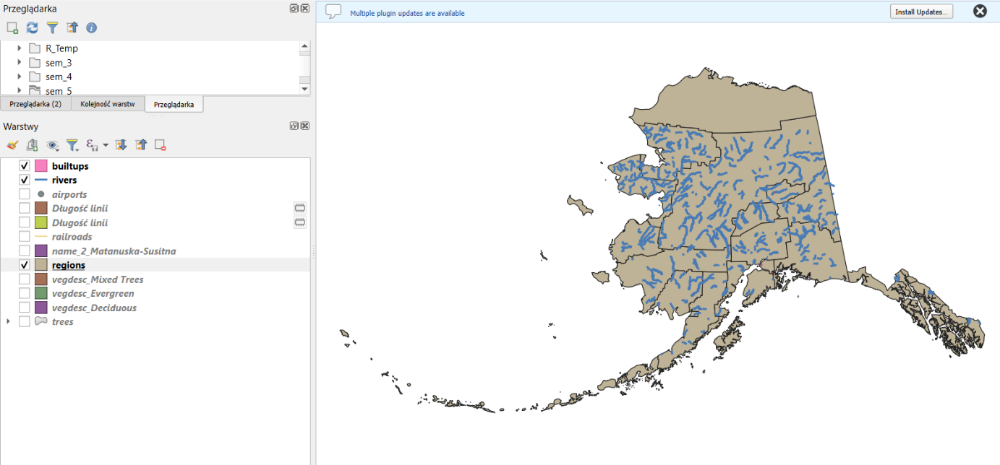 Przeglądarka
R_Temp
sem_3
sem_4
sem_5
Przeglądarka (2)
Kolejność warstw
Przeglądarka
Warstwy
builtups
rivers
airports
Długość linii
Długość linii
railroads
name_2_Matanuska-Susitna
regions
vegdesc_Mixed Trees
vegdesc_Evergreen
vegdesc_Deciduous
trees
Multiple plugin updates are available
Install Updates...